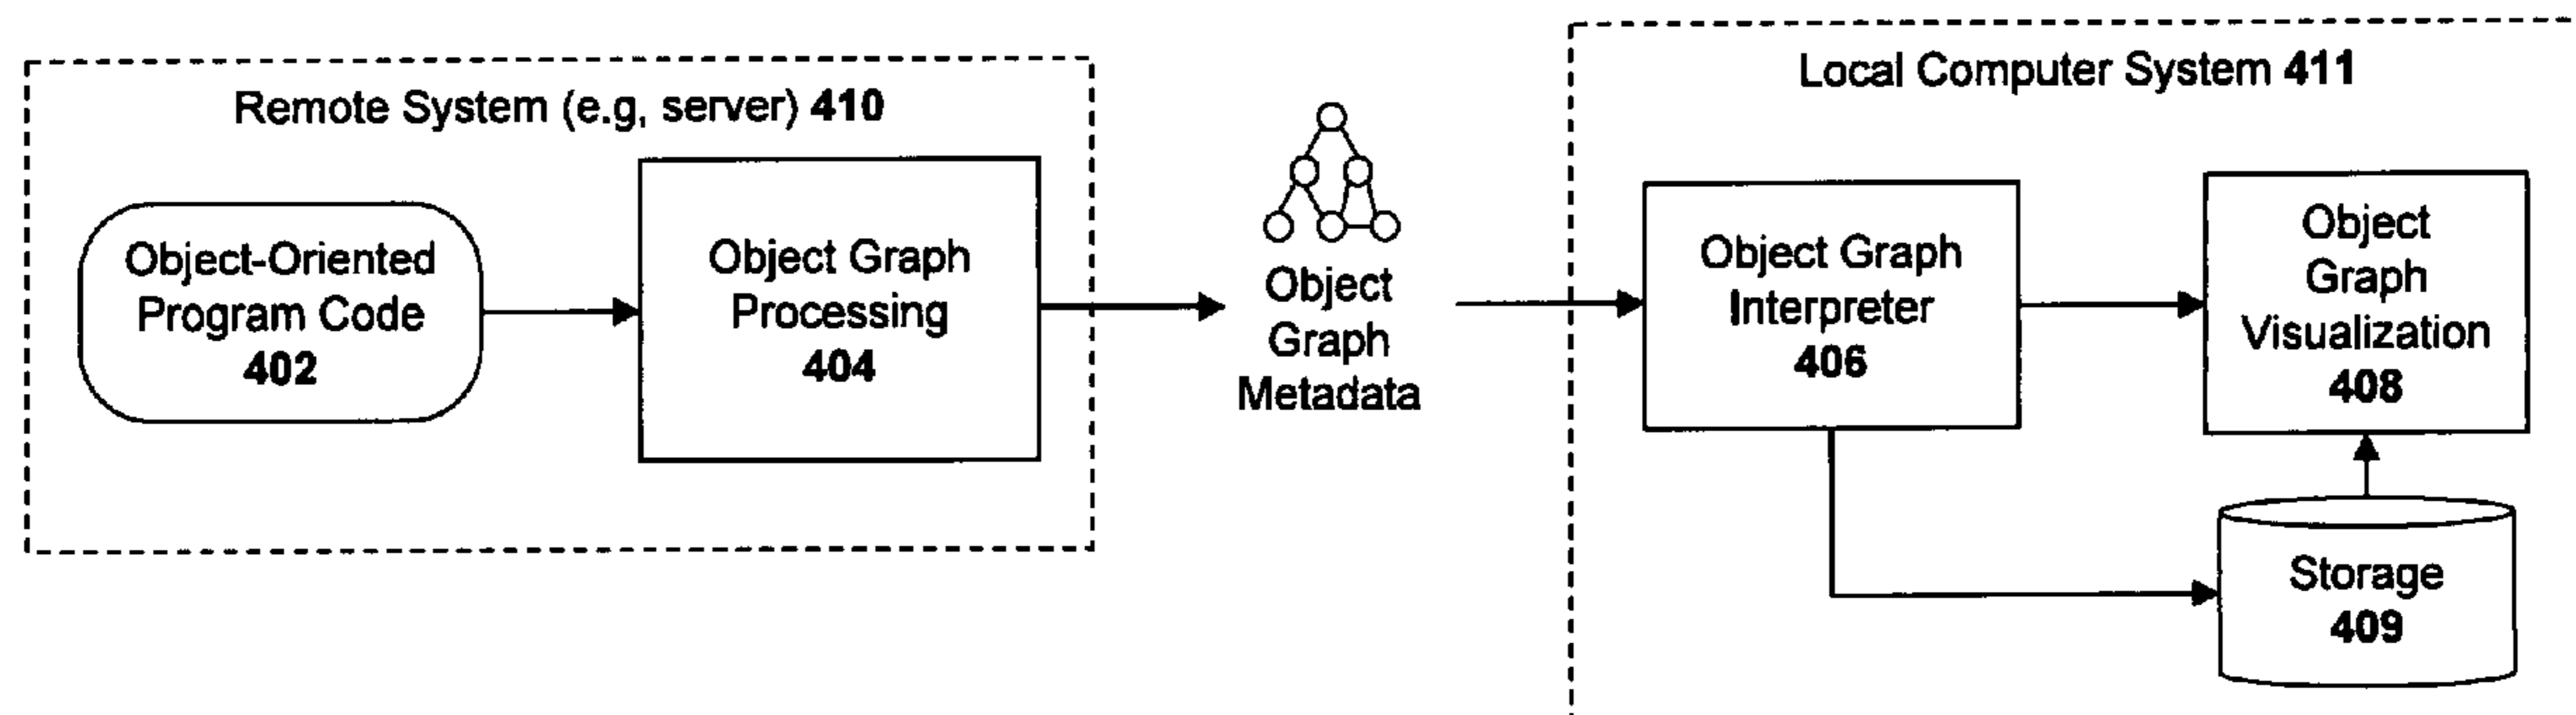 Remote System (e.g, server) 410
Object-Oriented
Program Code
402
Object Graph
Processing
404
Object
Graph
Metadata
Local Computer System 411
Object Graph
Interpreter
406
Object
Graph
Visualization
408
Storage
409